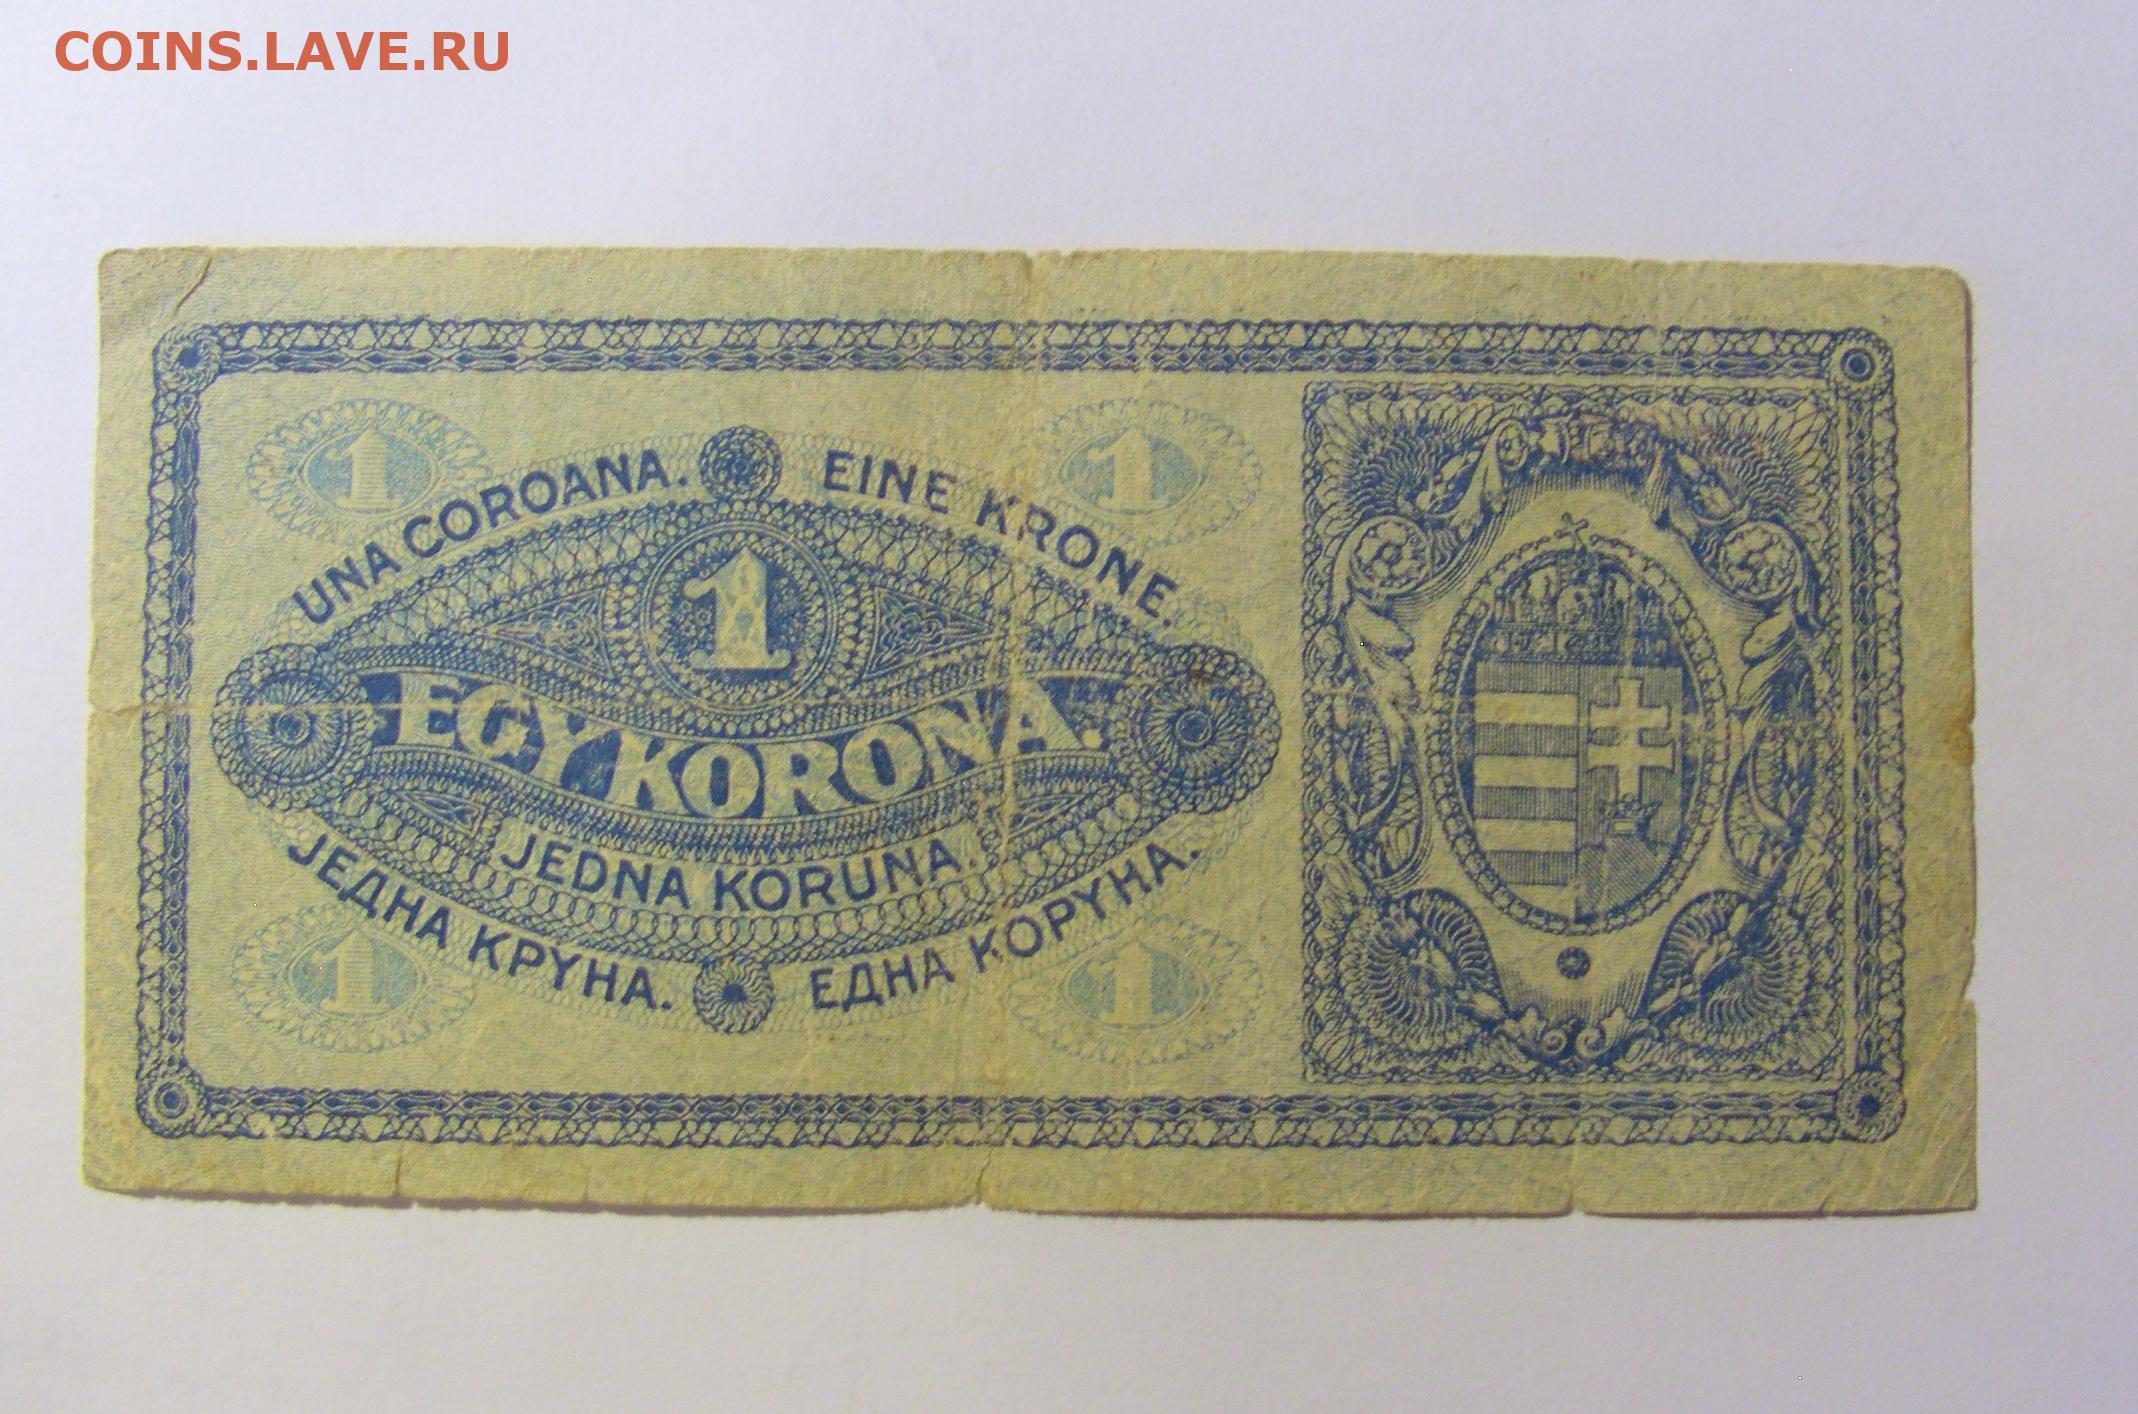 COINS.LAVE.RU
1
1
UNA COROANA.
EINE KRONE.
1
EGY KORONA.
JEDNA KORUNA.
ЈЕДНА КРУНА.
ЕДНА КОРУНА.
1
1